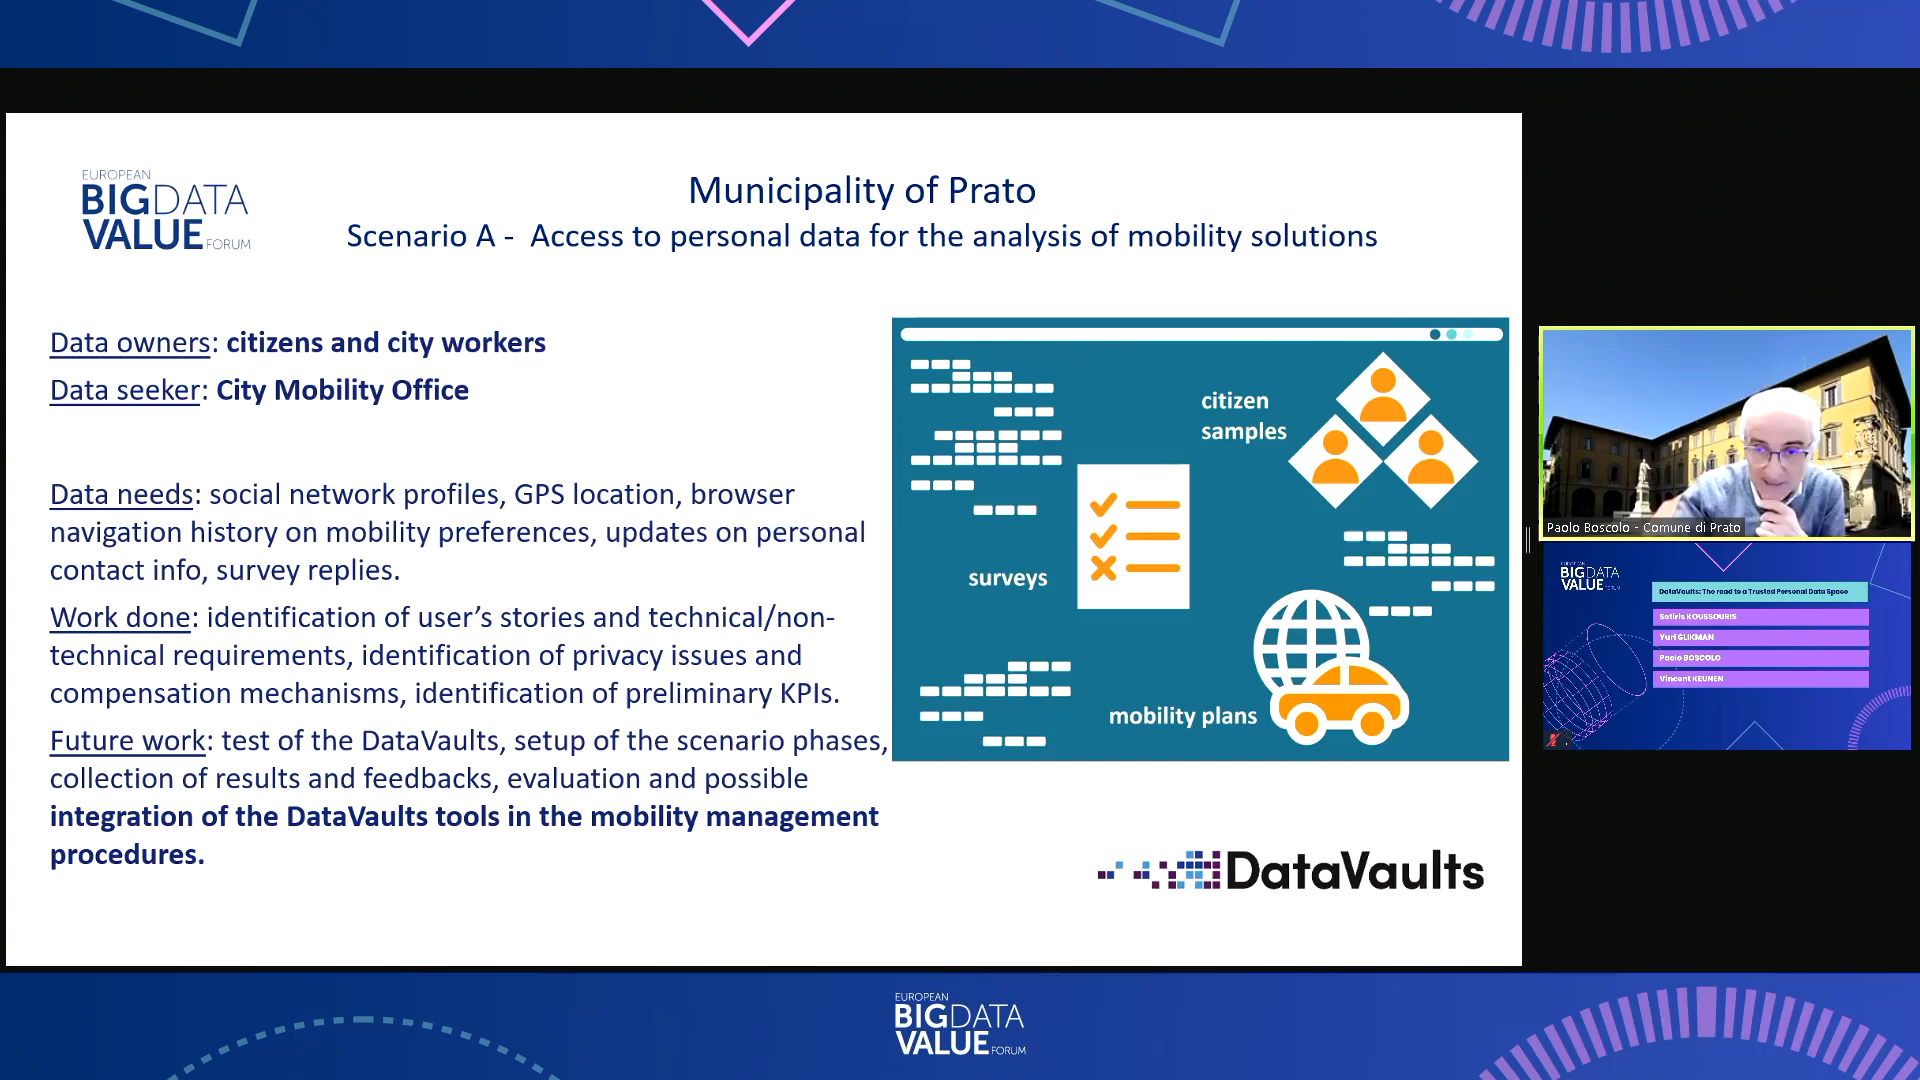 EUROPEAN
BIGDATA
VALUE FORUM
Municipality of Prato
Scenario A - Access to personal data for the analysis of mobility solutions
Data owners: citizens and city workers
Data seeker: City Mobility Office
Data needs: social network profiles, GPS location, browser
navigation history on mobility preferences, updates on personal
contact info, survey replies.
Work done: identification of user’s stories and technical/non-
technical requirements, identification of privacy issues and
compensation mechanisms, identification of preliminary KPIs.
Future work: test of the DataVaults, setup of the scenario phases,
collection of results and feedbacks, evaluation and possible
integration of the DataVaults tools in the mobility management
procedures.
citizen
samples
surveys
mobility plans
DataVaults
Paolo Boscolo - Comune di Prato
EUROPEAN
BIGDATA
VALUE FORUM
DataVaults: The road to a Trusted Personal Data Space
Sotiris KOUSSOURIS
Yuri GLIKMAN
Paolo BOSCOLO
Vincent KEUNEN
EUROPEAN
BIGDATA
VALUE FORUM